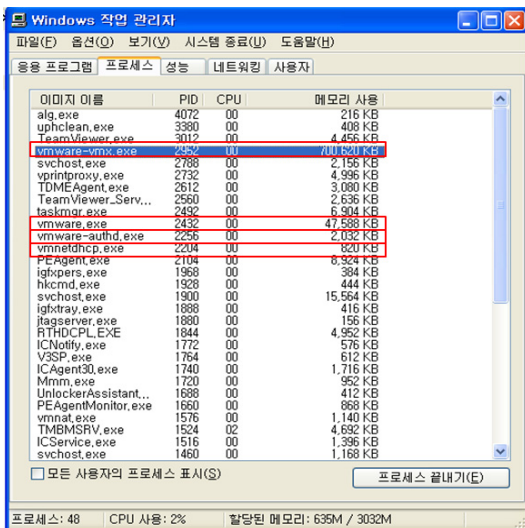 Windows 작업 관리자
파일(F) 옵션(O) 보기(V) 시스템 종료(U) 도움말(H)
응용 프로그램 프로세스 성능 네트워킹 사용자
이미지 이름 PID CPU 메모리 사용
alg.exe 4072 00 216 KB
uphclean.exe 3380 00 408 KB
TeamViewer.exe 3012 00 4,456 KB
vmware-vmx.exe 2952 00 700,620 KB
svchost.exe 2788 00 2,156 KB
vprintproxy.exe 2732 00 4,996 KB
TDMEAgent.exe 2612 00 3,080 KB
TeamViewer_Serv... 2560 00 2,636 KB
taskmgr.exe 2492 00 6,904 KB
vmware.exe 2432 00 47,588 KB
vmware-authd.exe 2256 00 2,032 KB
vmnetdhcp.exe 2204 00 820 KB
PEAgent.exe 2104 00 8,924 KB
igfxpers.exe 1968 00 384 KB
hkcmd.exe 1928 00 444 KB
svchost.exe 1900 00 15,564 KB
igfxtray.exe 1888 00 416 KB
jtagserver.exe 1880 00 156 KB
RTHDCPL.EXE 1844 00 4,952 KB
ICNotify.exe 1772 00 576 KB
V3SP.exe 1764 00 612 KB
ICAgent30.exe 1740 00 1,716 KB
Mmm.exe 1720 00 952 KB
UnlockerAssistant... 1688 00 412 KB
PEAgentMonitor.exe 1660 00 868 KB
vmnat.exe 1576 00 1,140 KB
TMBMSRV.exe 1524 02 4,692 KB
ICService.exe 1516 00 1,396 KB
svchost.exe 1460 00 1,168 KB
모든 사용자의 프로세스 표시(S) 프로세스 끝내기(E)
프로세스: 48 CPU 사용: 2% 할당된 메모리: 635M / 3032M